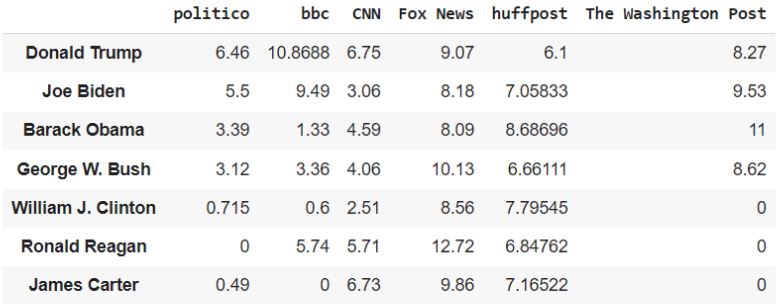 politico bbc CNN Fox News huffpost The Washington Post
Donald Trump 6.46 10.8688 6.75 9.07 6.1 8.27
Joe Biden 5.5 9.49 3.06 8.18 7.05833 9.53
Barack Obama 3.39 1.33 4.59 8.09 8.68696 11
George W. Bush 3.12 3.36 4.06 10.13 6.66111 8.62
William J. Clinton 0.715 0.6 2.51 8.56 7.79545 0
Ronald Reagan 0 5.74 5.71 12.72 6.84762 0
James Carter 0.49 0 6.73 9.86 7.16522 0